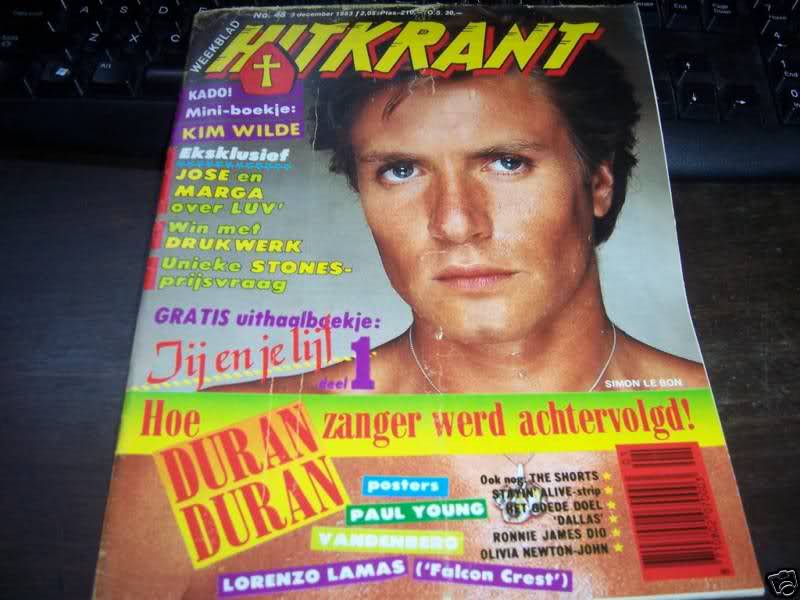 WEEKBLAD
No. 48 3 december 1983
HITKRANT
KADO!
Mini-boekje:
KIM WILDE
Eksklusief
JOSE en
MARGA
over LUV'
Win met
DRUKWERK
Unieke STONES-
prijsvraag
GRATIS uithaalboekje:
Jij en je lijf
deel 1
SIMON LE BON
Hoe DURAN DURAN zanger werd achtervolgd!
posters
PAUL YOUNG
VANDENBERG
LORENZO LAMAS ('Falcon Crest')
Ook nog: THE SHORTS
STAYIN' ALIVE-strip
HET GOEDE DOEL
'DALLAS'
RONNIE JAMES DIO
OLIVIA NEWTON-JOHN